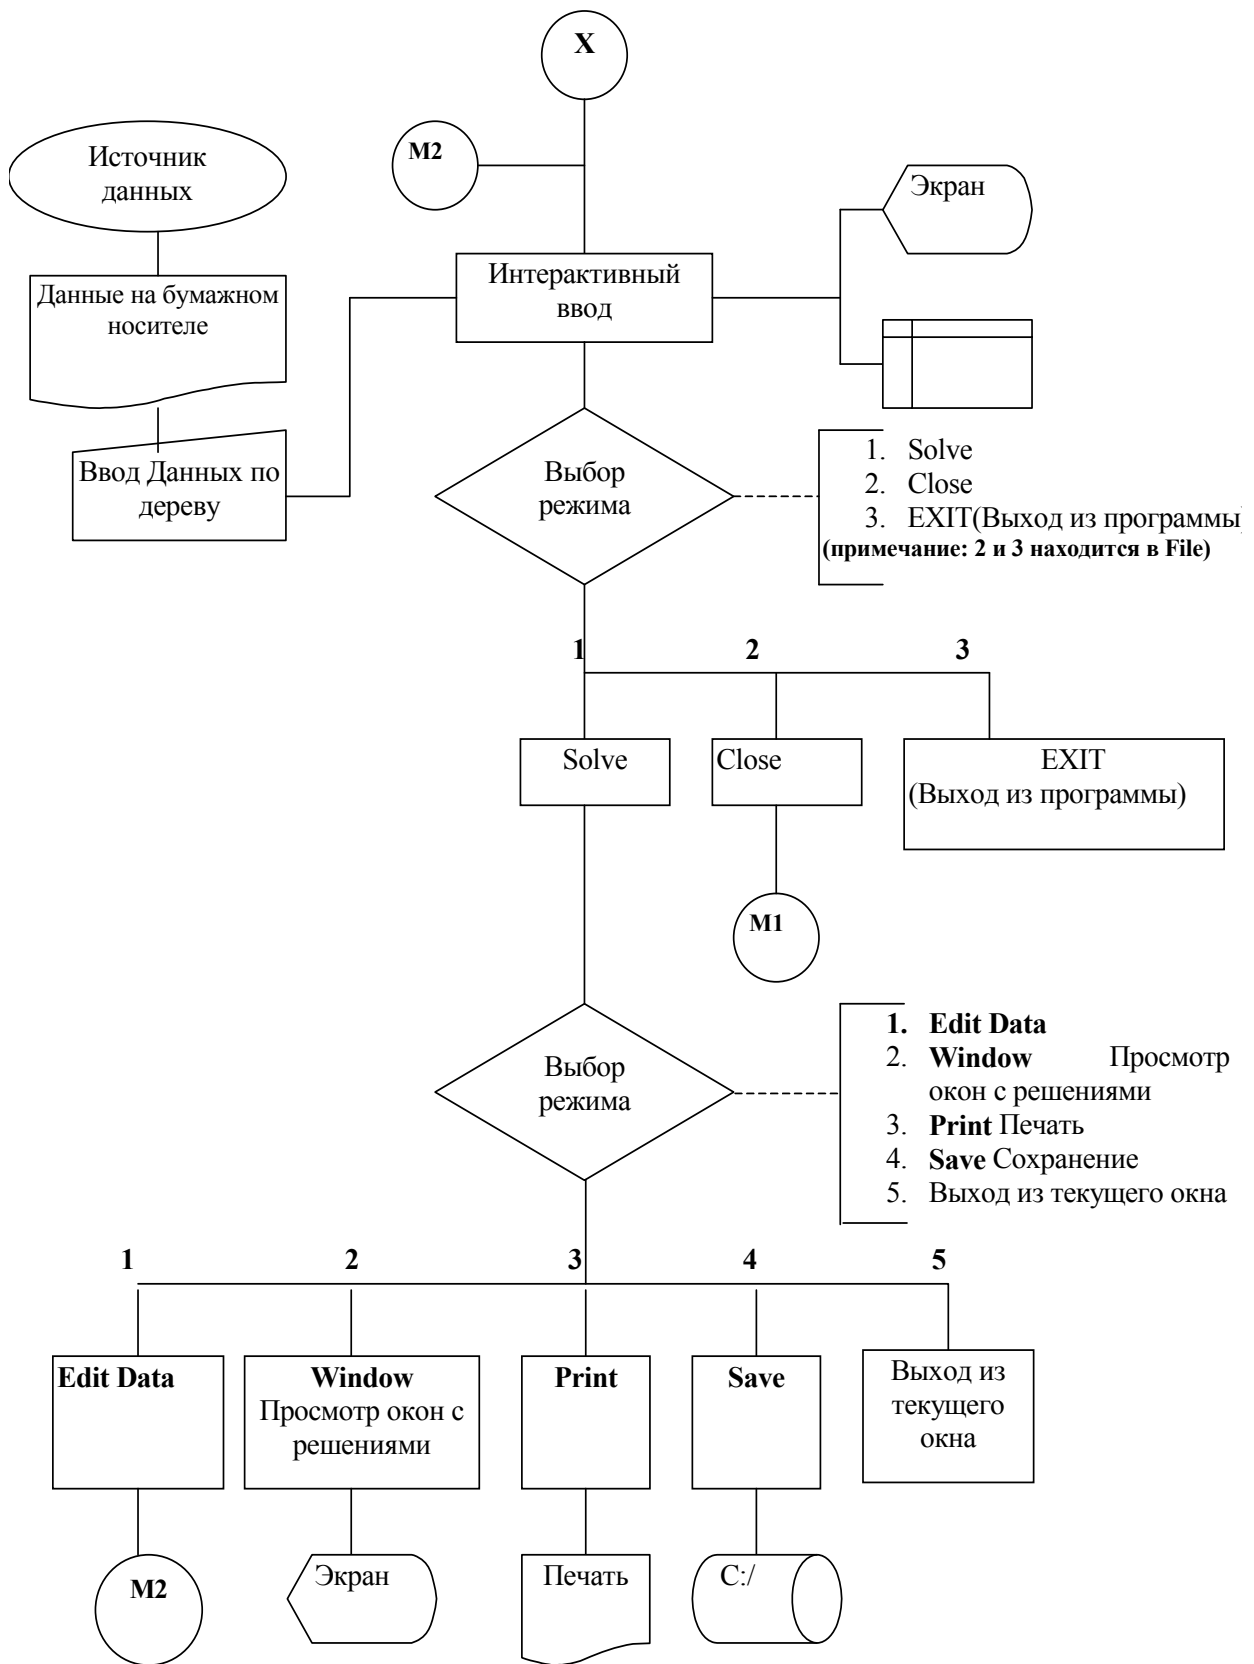 X
M2
Источник
данных
Экран
Интерактивный
ввод
Данные на бумажном
носителе
Ввод Данных по
дереву
Выбор
режима
1. Solve
2. Close
3. EXIT(Выход из программы)
(примечание: 2 и 3 находится в File)
1 2 3
Solve
Close
EXIT
(Выход из программы)
M1
Выбор
режима
1. Edit Data
2. Window Просмотр
окон с решениями
3. Print Печать
4. Save Сохранение
5. Выход из текущего окна
1 2 3 4 5
Edit Data
Window
Просмотр окон с
решениями
Print
Save
Выход из
текущего
окна
M2
Экран
Печать
C:/